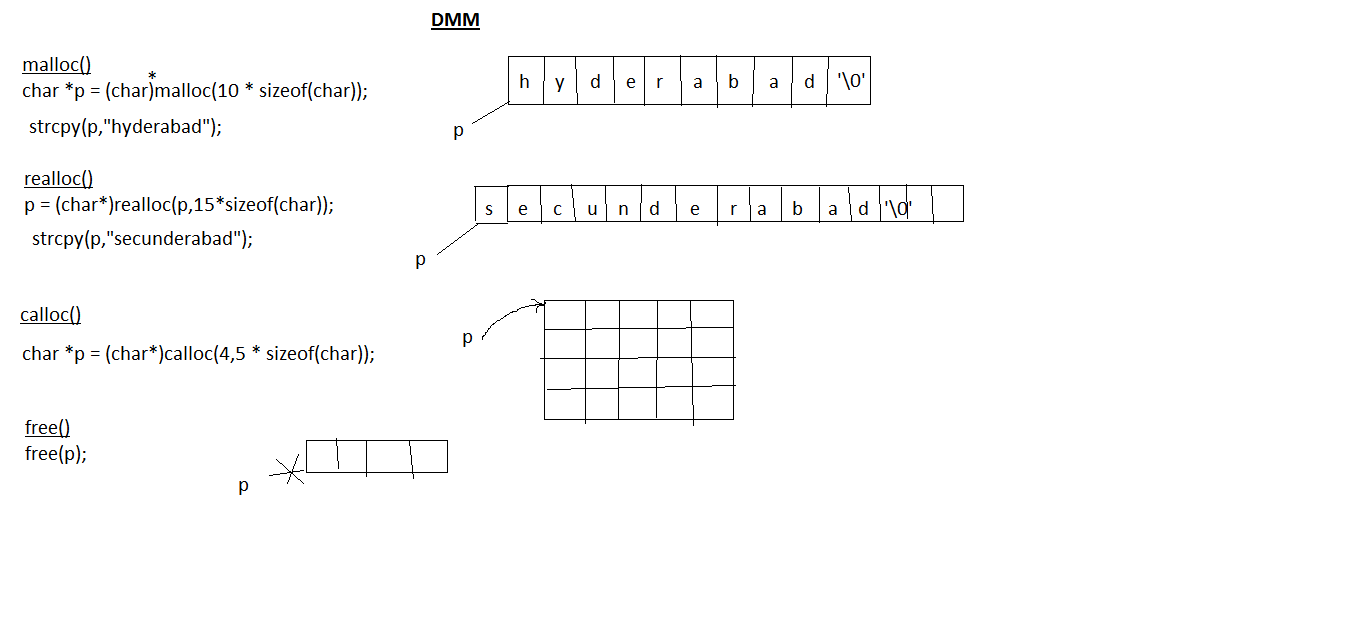 DMM
malloc()
*
char *p = (char)malloc(10 * sizeof(char));
h y d e r a b a d '\0'
strcpy(p,"hyderabad");
p
realloc()
p = (char*)realloc(p,15*sizeof(char));
s e c u n d e r a b a d '\0'
strcpy(p,"secunderabad");
p
calloc()
p
char *p = (char*)calloc(4,5 * sizeof(char));
free()
free(p);
p